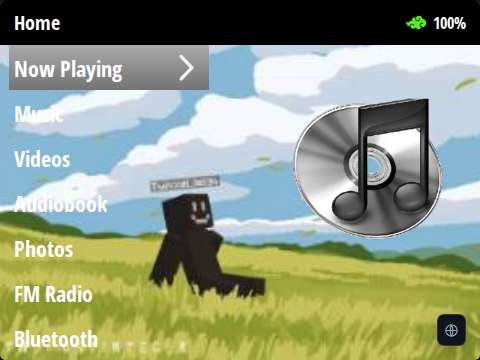 Home
100%
Now Playing
Music
Videos
Audiobook
Photos
FM Radio
Bluetooth